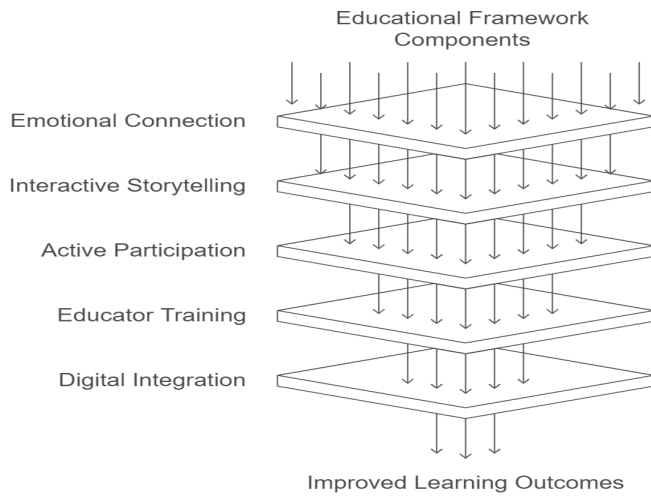 Educational Framework
Components
Emotional Connection
Interactive Storytelling
Active Participation
Educator Training
Digital Integration
Improved Learning Outcomes